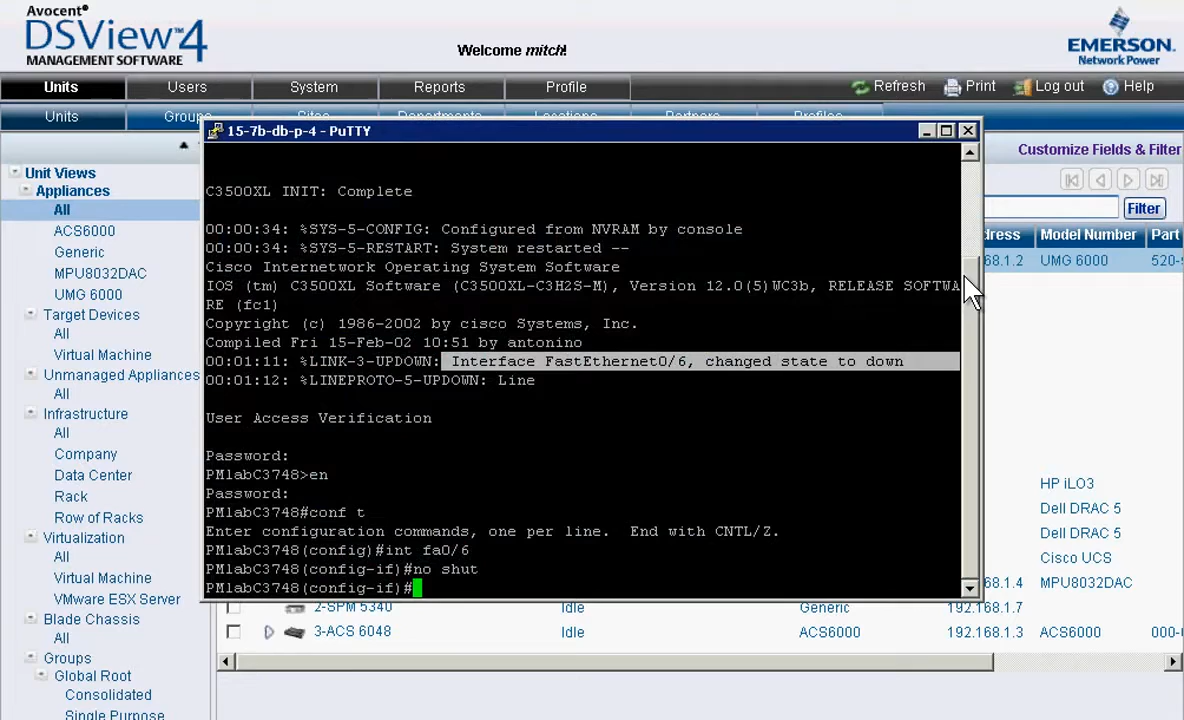 Avocent®
DSView™4
MANAGEMENT SOFTWARE
Welcome mitch!
EMERSON.
Network Power
Units Users System Reports Profile
Refresh Print Log out Help
Units Groups Sites Departments Locations Partners Profiles
15-7b-db-p-4 - PuTTY
Customize Fields & Filter
Unit Views
Appliances
All
ACS6000
Generic
MPU8032DAC
UMG 6000
Target Devices
All
Virtual Machine
Unmanaged Appliances
All
Infrastructure
All
Company
Data Center
Rack
Row of Racks
Virtualization
All
Virtual Machine
VMware ESX Server
Blade Chassis
All
Groups
Global Root
Consolidated
Single Purpose
C3500XL INIT: Complete
00:00:34: %SYS-5-CONFIG: Configured from NVRAM by console
00:00:34: %SYS-5-RESTART: System restarted --
Cisco Internetwork Operating System Software
IOS (tm) C3500XL Software (C3500XL-C3H2S-M), Version 12.0(5)WC3b, RELEASE SOFTWA
RE (fc1)
Copyright (c) 1986-2002 by cisco Systems, Inc.
Compiled Fri 15-Feb-02 10:51 by antonino
00:01:11: %LINK-3-UPDOWN: Interface FastEthernet0/6, changed state to down
00:01:12: %LINEPROTO-5-UPDOWN: Line
User Access Verification
Password:
PMlabC3748>en
Password:
PMlabC3748#conf t
Enter configuration commands, one per line.  End with CNTL/Z.
PMlabC3748(config)#int fa0/6
PMlabC3748(config-if)#no shut
PMlabC3748(config-if)#
Filter
dress Model Number Part
68.1.2 UMG 6000 520-
HP iLO3
Dell DRAC 5
Dell DRAC 5
Cisco UCS
68.1.4 MPU8032DAC
2-SPM 5340 Idle Generic 192.168.1.7
3-ACS 6048 Idle ACS6000 192.168.1.3 ACS6000 000-